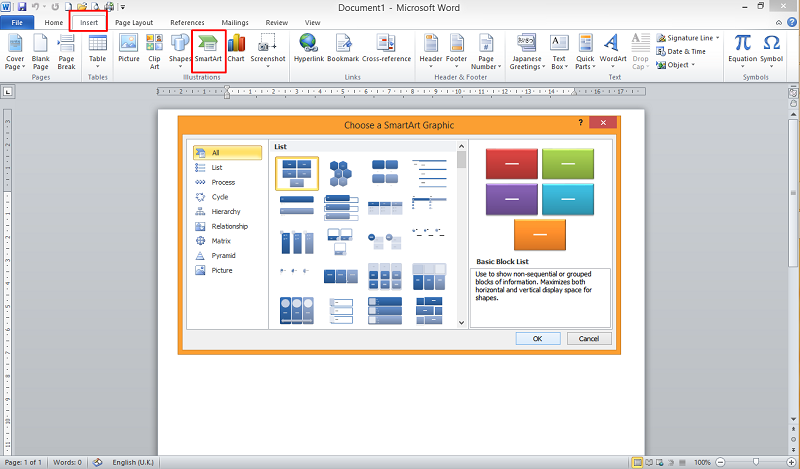 Document1 - Microsoft Word
File Home Insert Page Layout References Mailings Review View
Cover Page Blank Page Page Break Table Picture Clip Art Shapes SmartArt Chart Screenshot Hyperlink Bookmark Cross-reference Header Footer Page Number Japanese Greetings Text Box Quick Parts WordArt Drop Cap Signature Line Date & Time Object Equation Symbol
Pages Tables Illustrations Links Header & Footer Text Symbols
Choose a SmartArt Graphic
All
List
Process
Cycle
Hierarchy
Relationship
Matrix
Pyramid
Picture
List
Basic Block List
Use to show non-sequential or grouped
blocks of information. Maximizes both
horizontal and vertical display space for
shapes.
OK Cancel
Page: 1 of 1 Words: 0 English (U.K.) 100%